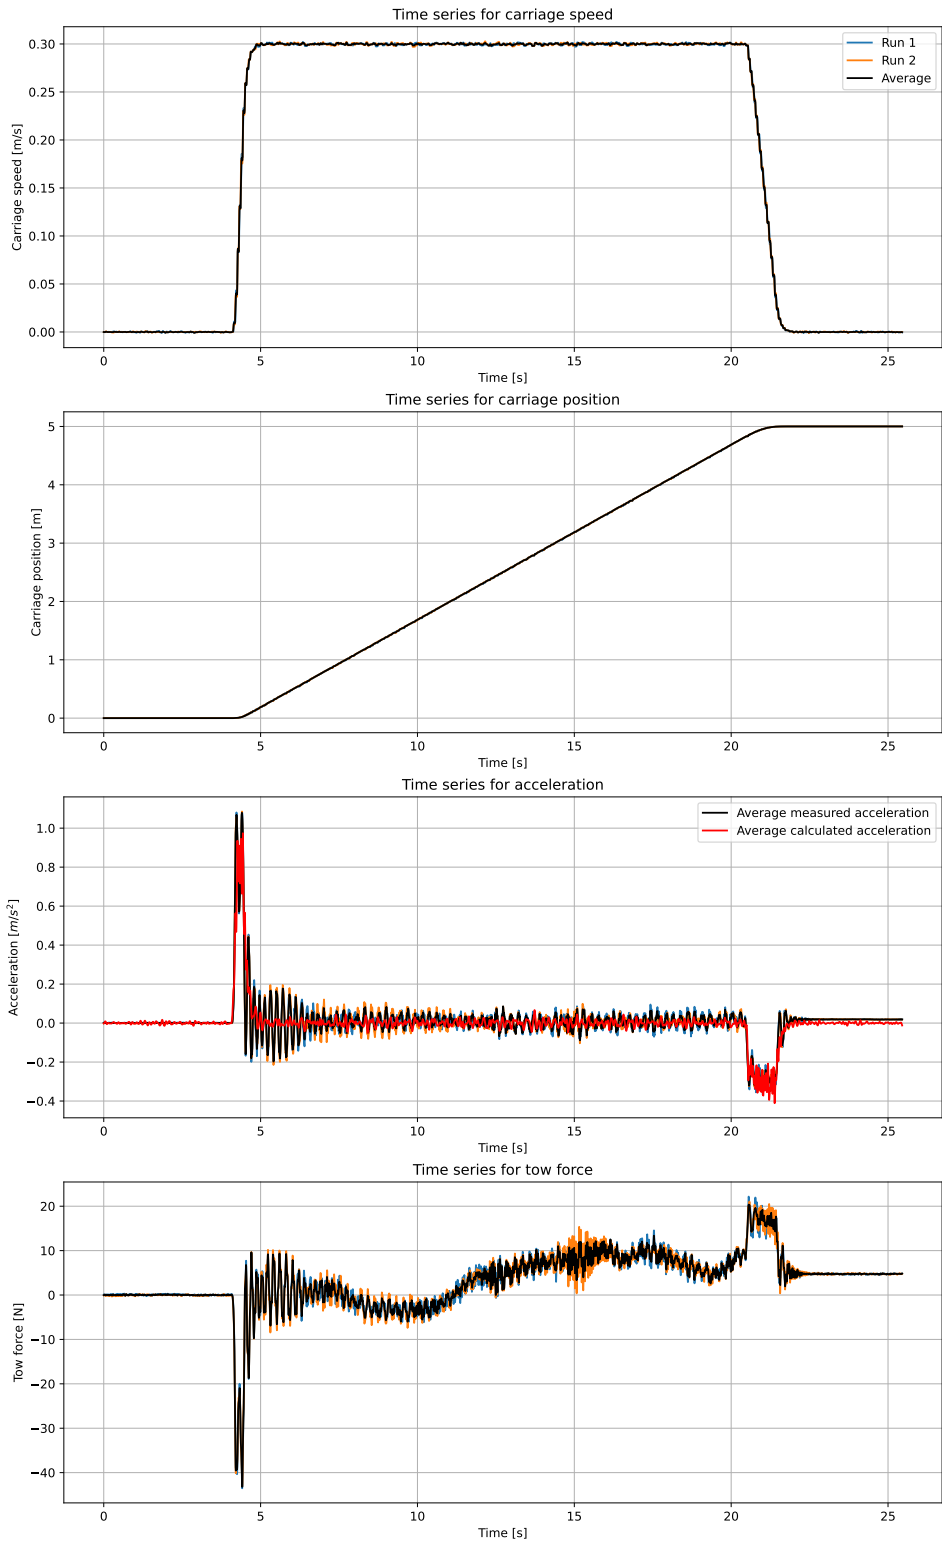 Time series for carriage speed
0.30
0.25
0.20
0.15
0.10
0.05
0.00
Carriage speed [m/s]
Run 1
Run 2
Average
0 5 10 15 20 25
Time [s]
Time series for carriage position
5
4
3
2
1
0
Carriage position [m]
0 5 10 15 20 25
Time [s]
Time series for acceleration
1.0
0.8
0.6
0.4
0.2
0.0
−0.2
−0.4
Acceleration [m/s²]
Average measured acceleration
Average calculated acceleration
0 5 10 15 20 25
Time [s]
Time series for tow force
20
10
0
−10
−20
−30
−40
Tow force [N]
0 5 10 15 20 25
Time [s]